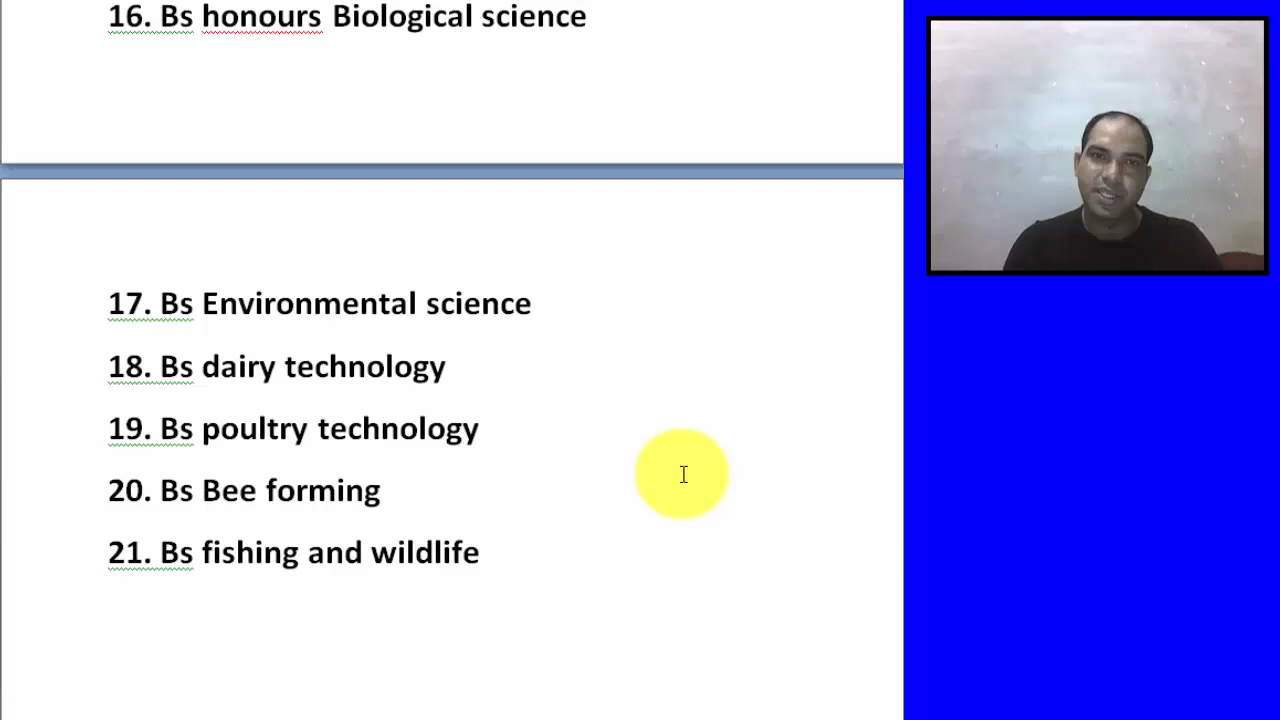 16. Bs honours Biological science
17. Bs Environmental science
18. Bs dairy technology
19. Bs poultry technology
20. Bs Bee forming
21. Bs fishing and wildlife